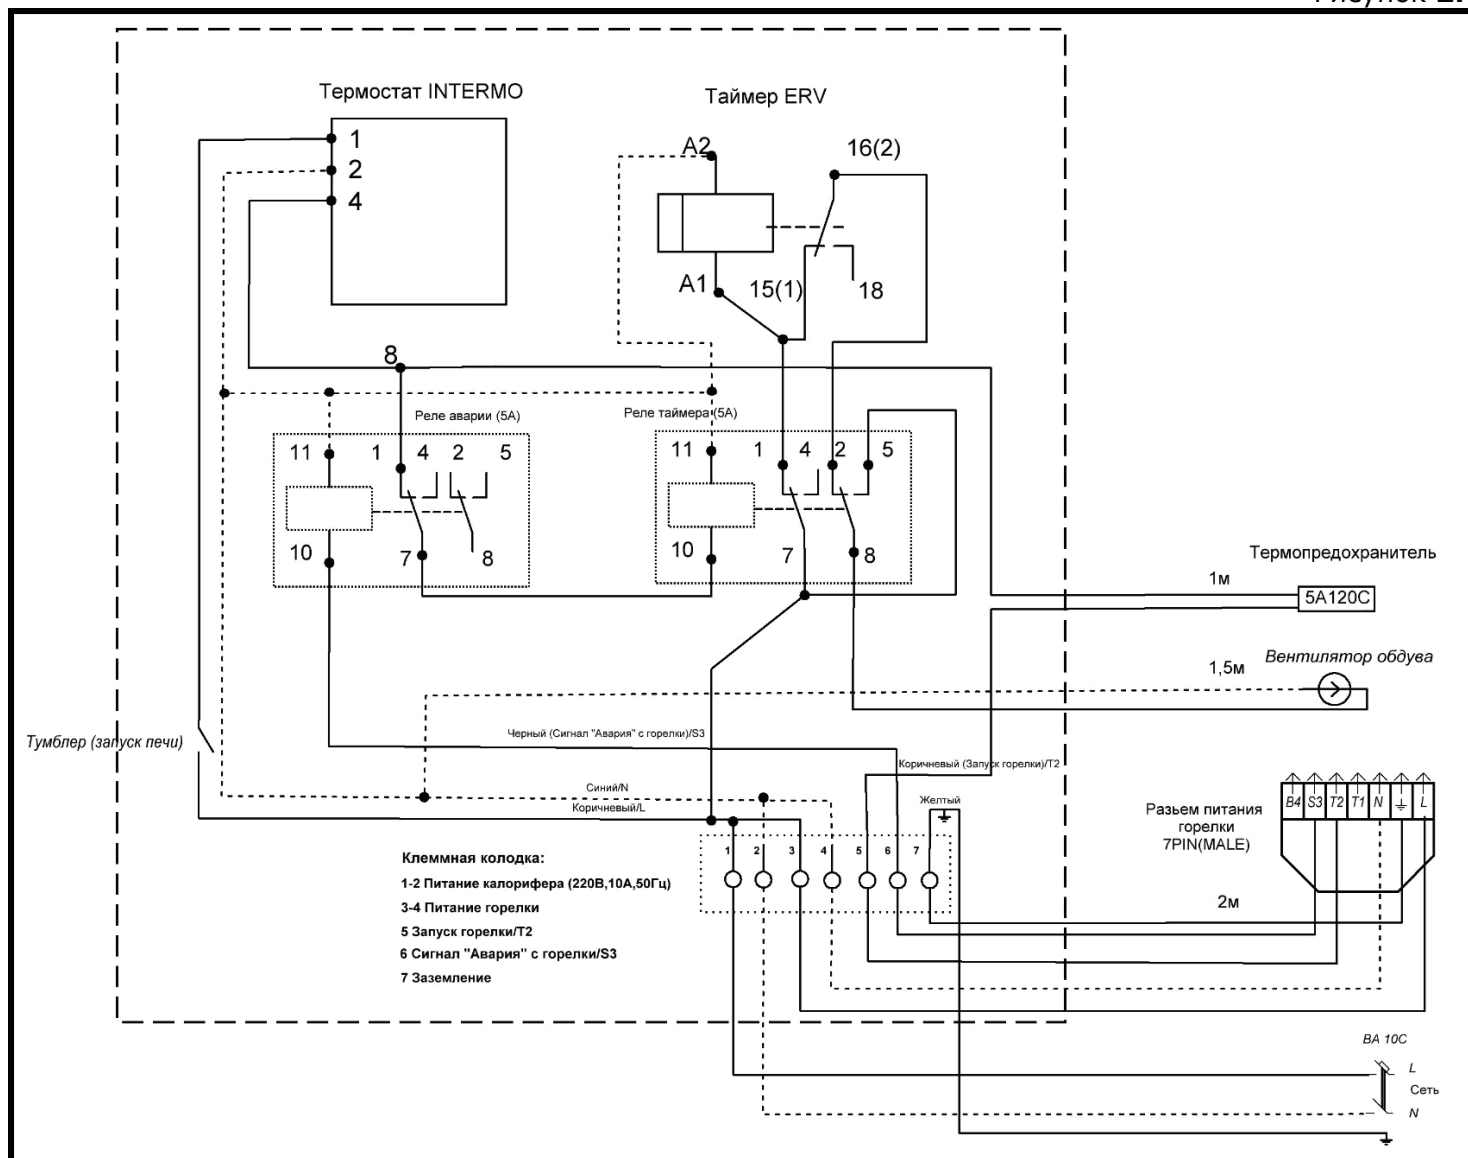 Рисунок 2.
Термостат INTERMO
Таймер ERV
1
2
4
A2
16(2)
A1
15(1)
18
8
Реле аварии (5А)
Реле таймера (5А)
11
1
4
2
5
10
7
8
11
1
4
2
5
10
7
8
Термопредохранитель
1м
5А120С
Вентилятор обдува
1,5м
Тумблер (запуск печи)
Черный (Сигнал "Авария" с горелки)/S3
Коричневый (Запуск горелки)/T2
Синий/N
Коричневый/L
Желтый
Разьем питания
горелки
7PIN(MALE)
B4 S3 T2 T1 N L
1 2 3 4 5 6 7
Клеммная колодка:
1-2 Питание калорифера (220В,10А,50Гц)
3-4 Питание горелки
5 Запуск горелки/Т2
6 Сигнал "Авария" с горелки/S3
7 Заземление
2м
ВА 10С
L
Сеть
N